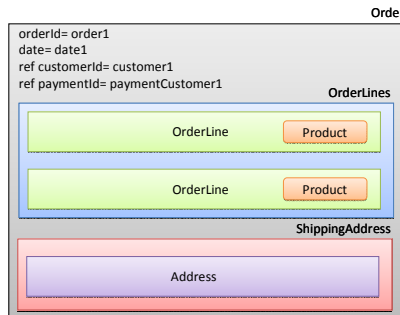 Orde
orderId= order1
date= date1
ref customerId= customer1
ref paymentId= paymentCustomer1
OrderLines
OrderLine Product
OrderLine Product
ShippingAddress
Address